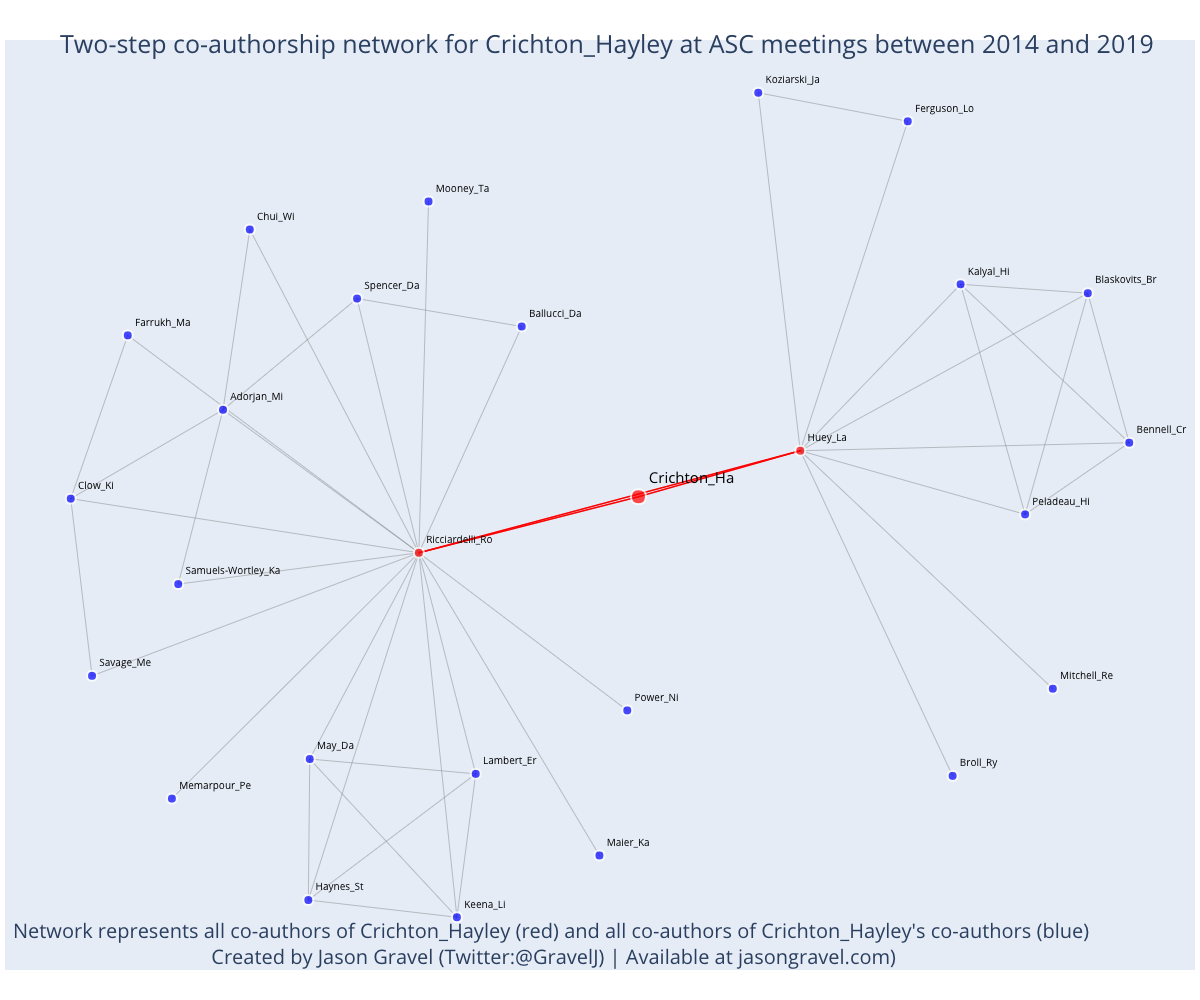 Two-step co-authorship network for Crichton_Hayley at ASC meetings between 2014 and 2019
Koziarski_Ja
Ferguson_Lo
Mooney_Ta
Chui_Wi
Kalyal_Hi
Blaskovits_Br
Spencer_Da
Ballucci_Da
Farrukh_Ma
Adorjan_Mi
Bennell_Cr
Huey_La
Crichton_Ha
Clow_Ki
Peladeau_Hi
Ricciardelli_Ro
Samuels-Wortley_Ka
Savage_Me
Mitchell_Re
Power_Ni
May_Da
Lambert_Er
Broll_Ry
Memarpour_Pe
Maier_Ka
Haynes_St
Keena_Li
Network represents all co-authors of Crichton_Hayley (red) and all co-authors of Crichton_Hayley's co-authors (blue)
Created by Jason Gravel (Twitter:@GravelJ) | Available at jasongravel.com)